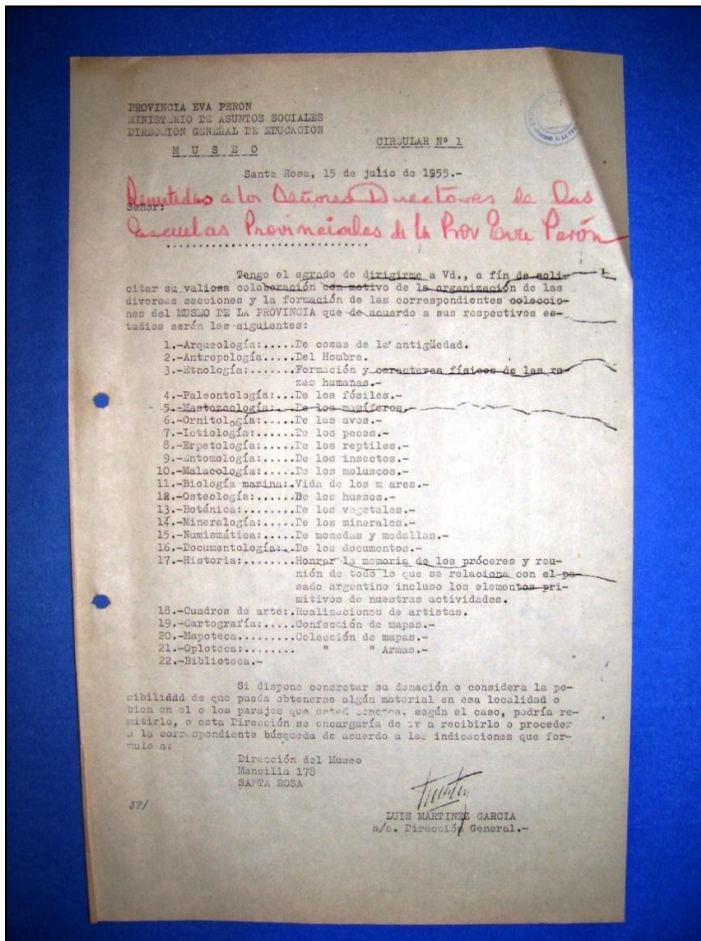 PROVINCIA EVA PERON
MINISTERIO DE ASUNTOS SOCIALES
DIRECCION GENERAL DE EDUCACION
M U S E O
CIRCULAR Nº 1
Santa Rosa, 15 de julio de 1955.-
Remitidas a los Señores Directores de las
Señor:
Escuelas Provinciales de la Prov Eva Perón
Tengo el agrado de dirigirme a Vd., a fín de soli-
citar su valiosa colaboración con motivo de la organización de las
diversas secciones y la formación de las correspondientes coleccio-
nes del MUSEO DE LA PROVINCIA que de acuerdo a sus respectivos es-
tudios serán las siguientes:
1.-Arqueología:.....De cosas de la antigüedad.
2.-Antropología.....Del Hombre.
3.-Etnología:.......Formación y caracteres físicos de las ra-
zas humanas.-
4.-Paleontología:...De los fósiles.-
5.-Mastozoología:...De los mamíferos.
6.-Ornitología:.....De las aves.-
7.-Ictiología:......De los peces.-
8.-Erpetología:.....De los reptiles.-
9.-Entomología:.....De los insectos.-
10.-Malacología:.....De los moluscos.-
11.-Biología marina:.Vida de los mares.-
12.-Osteología:......De los huesos.-
13.-Botánica:........De los vegetales.-
14.-Mineralogía:.....De los minerales.-
15.-Numismática:.....De monedas y medallas.-
16.-Documentología:..De los documentos.-
17.-Historia:........Honrar la memoria de los próceres y reu-
nión de todo lo que se relaciona con el pa-
sado argentino incluso los elementos pri-
mitivos de nuestras actividades.
18.-Cuadros de arte:.Realizaciones de artistas.
19.-Cartografía:.....Confección de mapas.-
20.-Mapoteca.........Colección de mapas.-
21.-Oploteca:........ " " Armas.-
22.-Biblioteca.-
Si dispone concretar su donación o considera la po-
sibilidad de que pueda obtenerse algún material en esa localidad o
bien en el o los parajes que usted conozca, según el caso, podría re-
mitirlo, o esta Dirección se encargaría de ir a recibirlo o proceder
a la correspondiente búsqueda de acuerdo a las indicaciones que for-
mule a:
Dirección del Museo
Mansilla 178
SANTA ROSA
JP/
LUIS MARTINEZ GARCIA
a/c. Dirección General.-